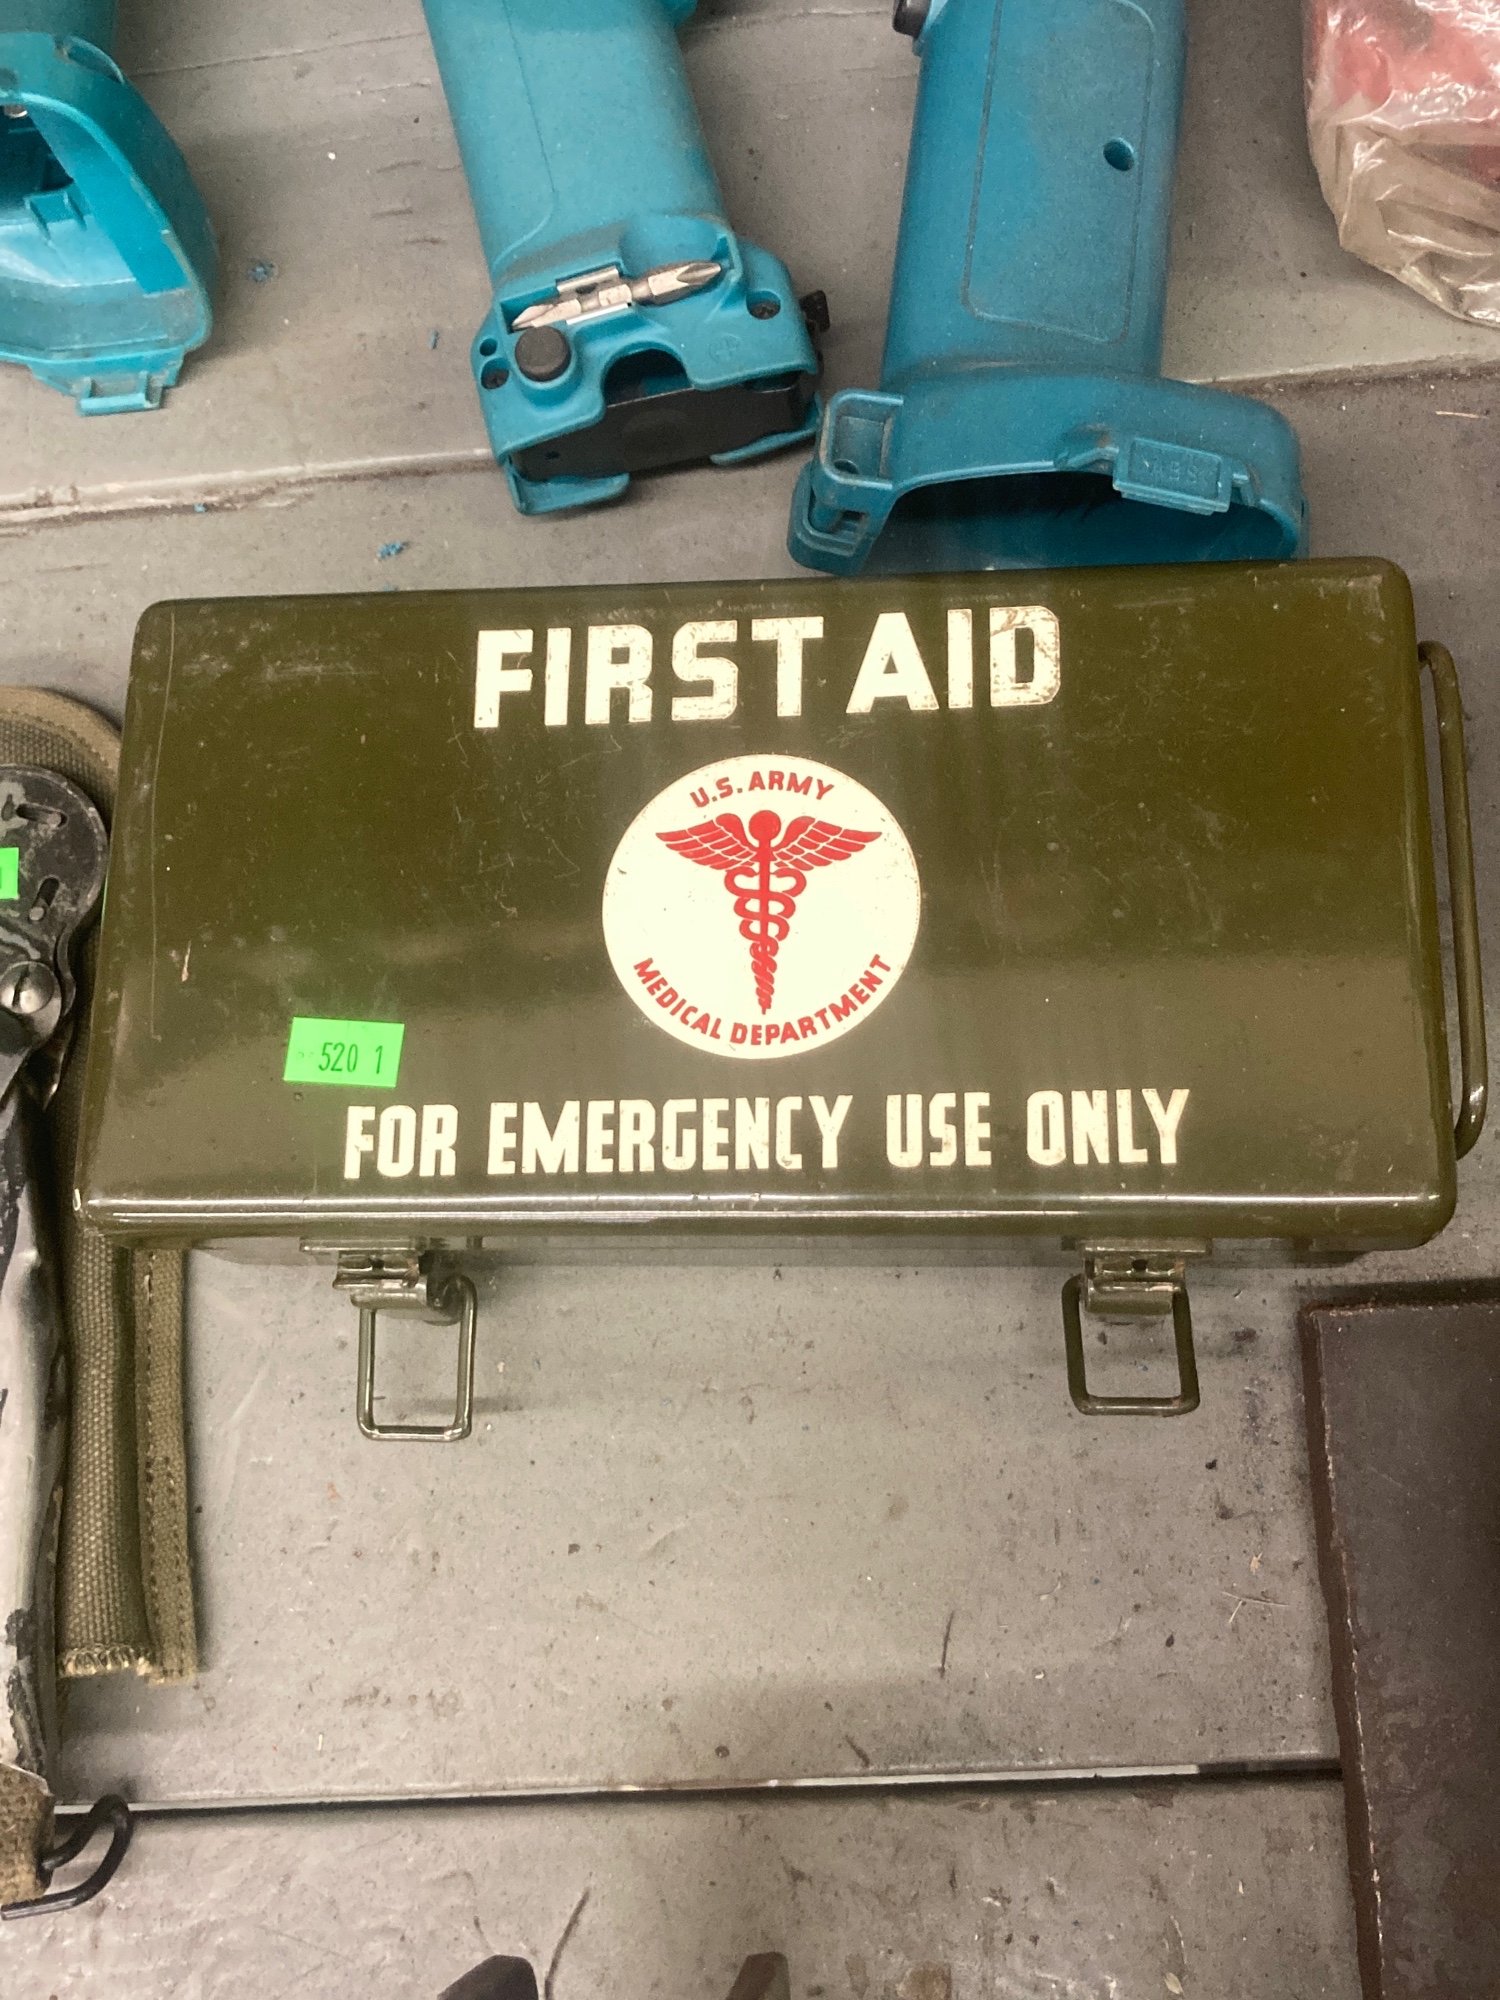 FIRST AID
U.S. ARMY
MEDICAL DEPARTMENT
520 1
FOR EMERGENCY USE ONLY